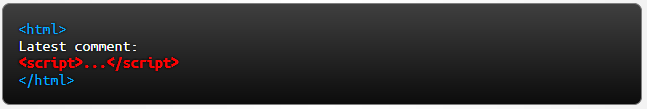 <html>
Latest comment:
<script>...</script>
</html>